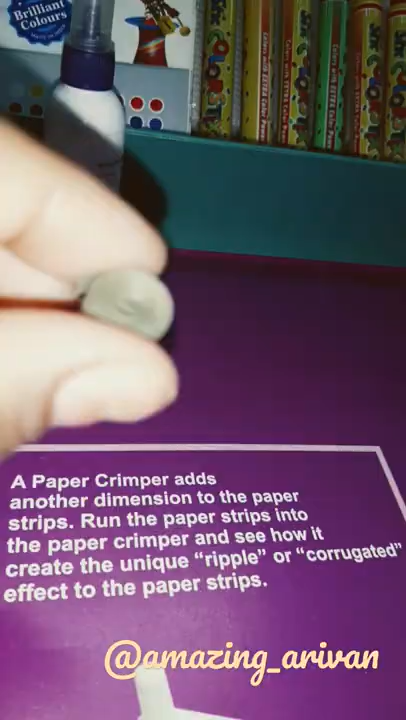 Brilliant
Colours
A Paper Crimper adds
another dimension to the paper
strips. Run the paper strips into
the paper crimper and see how it
create the unique “ripple” or “corrugated”
effect to the paper strips.
@amazing_arivan